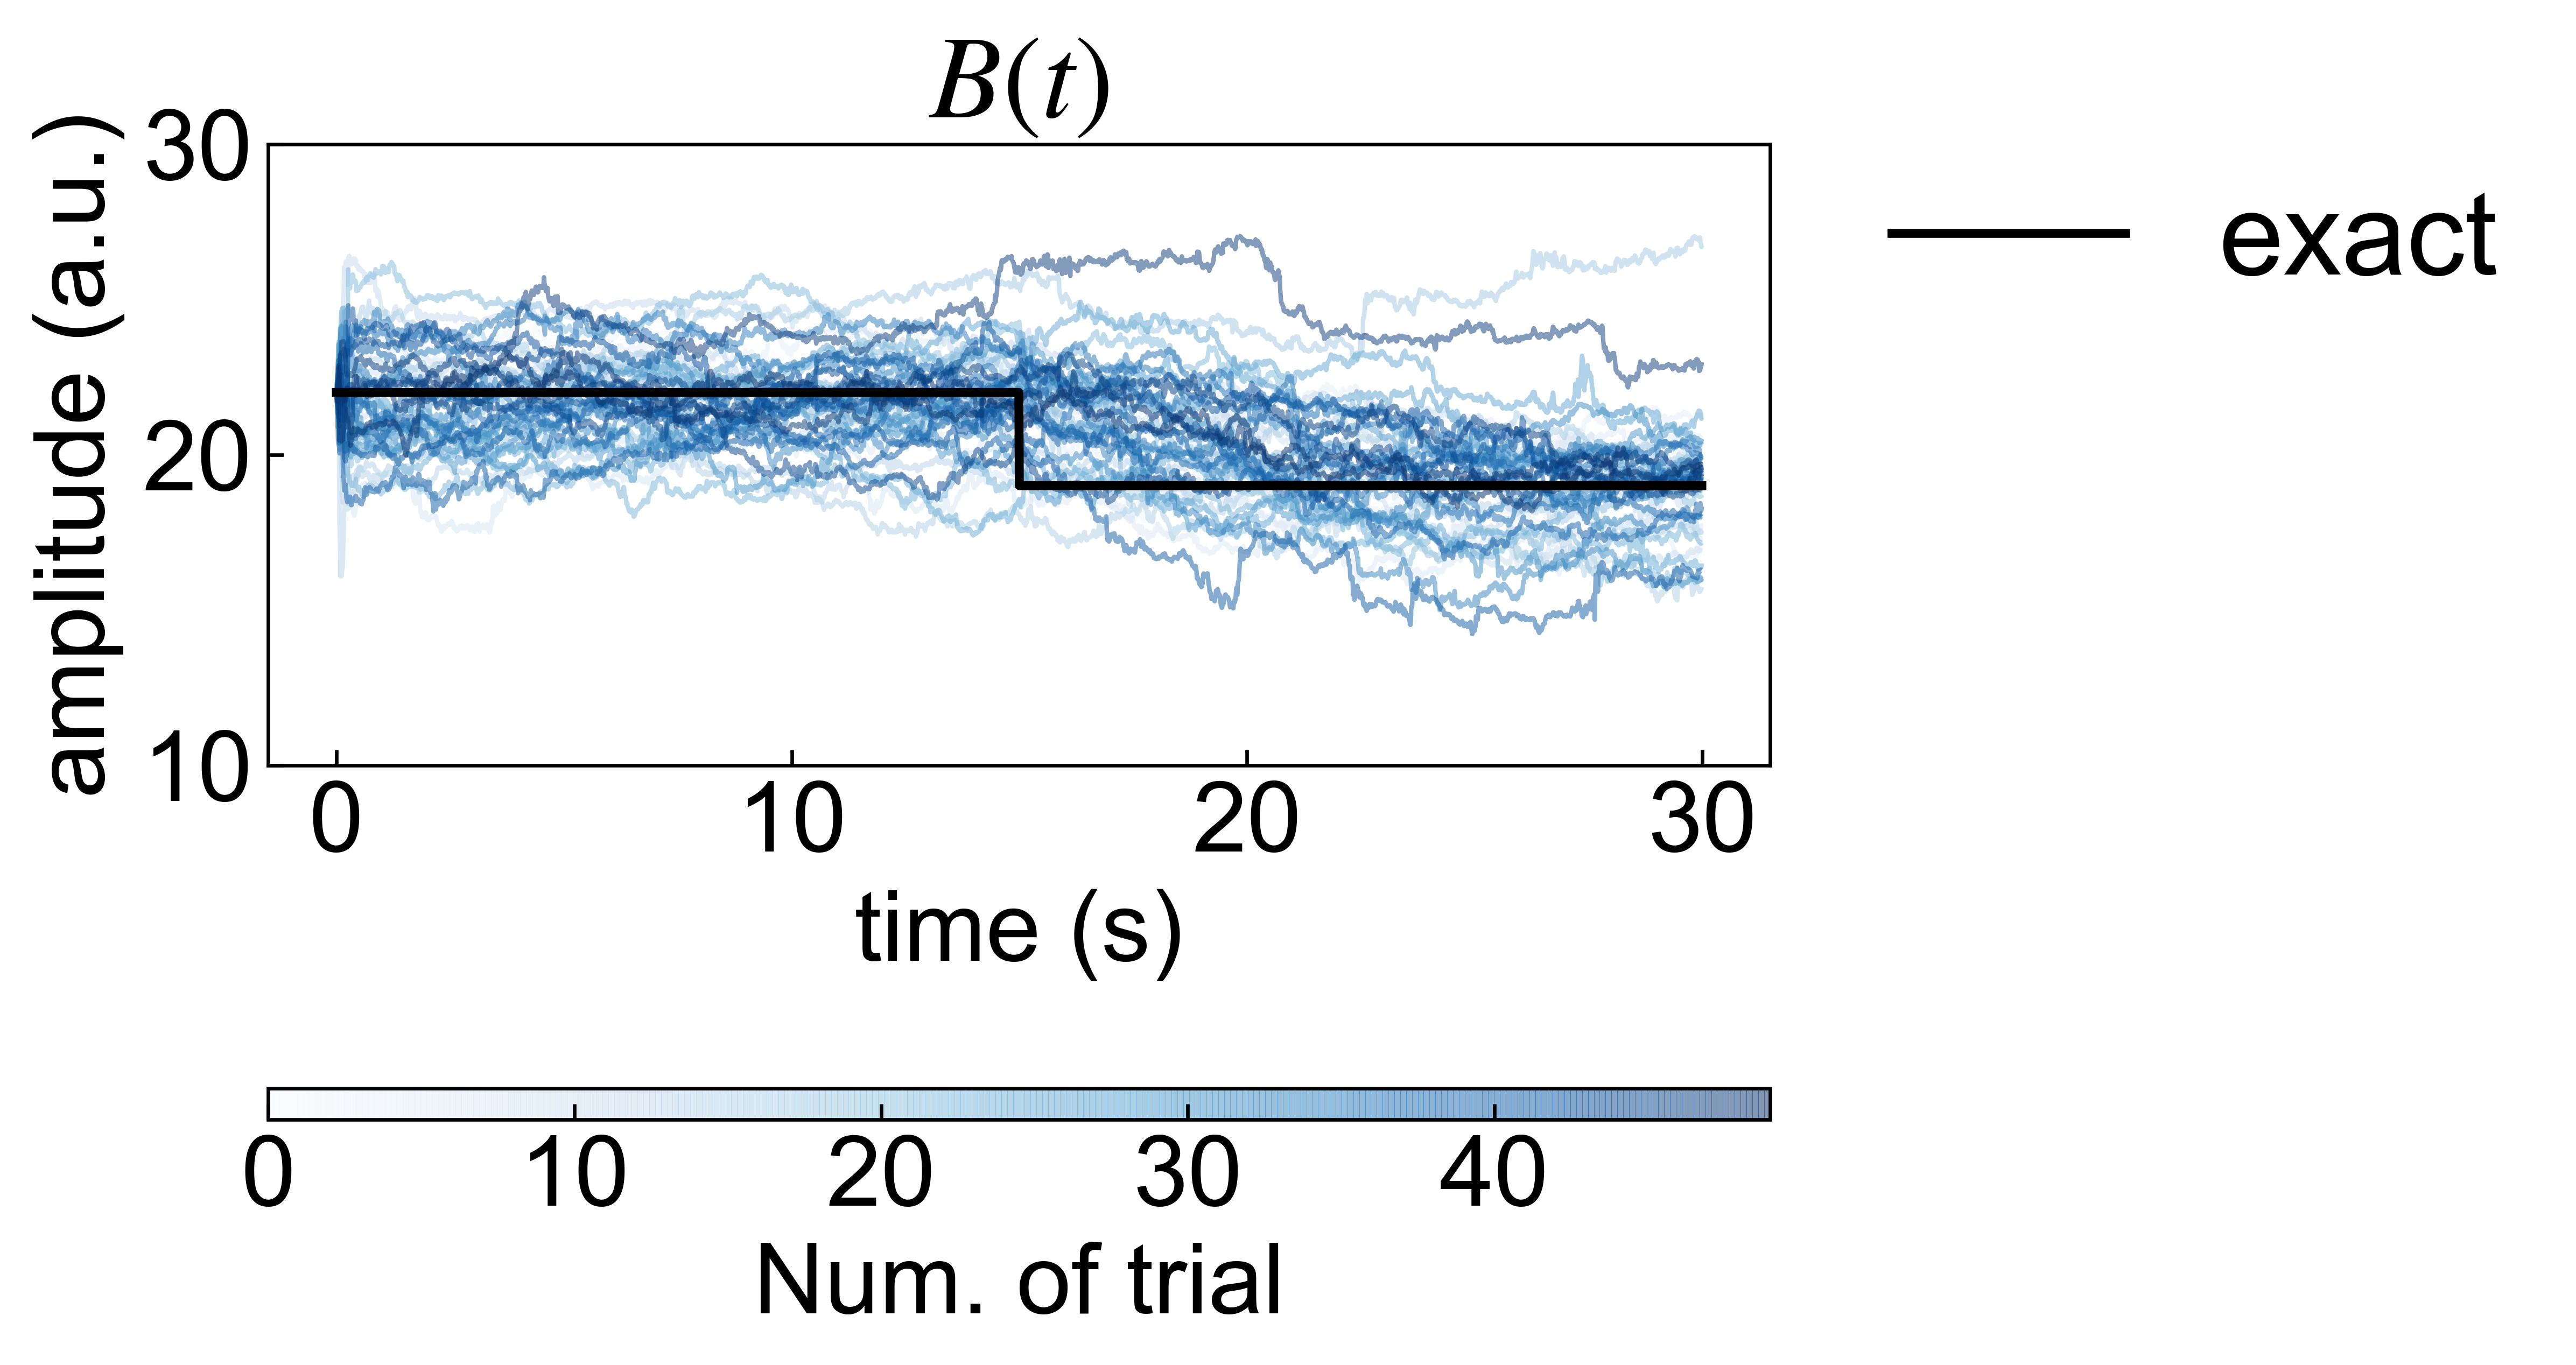 B(t)
amplitude (a.u.)
30
20
10
0 10 20 30
time (s)
exact
0 10 20 30 40
Num. of trial